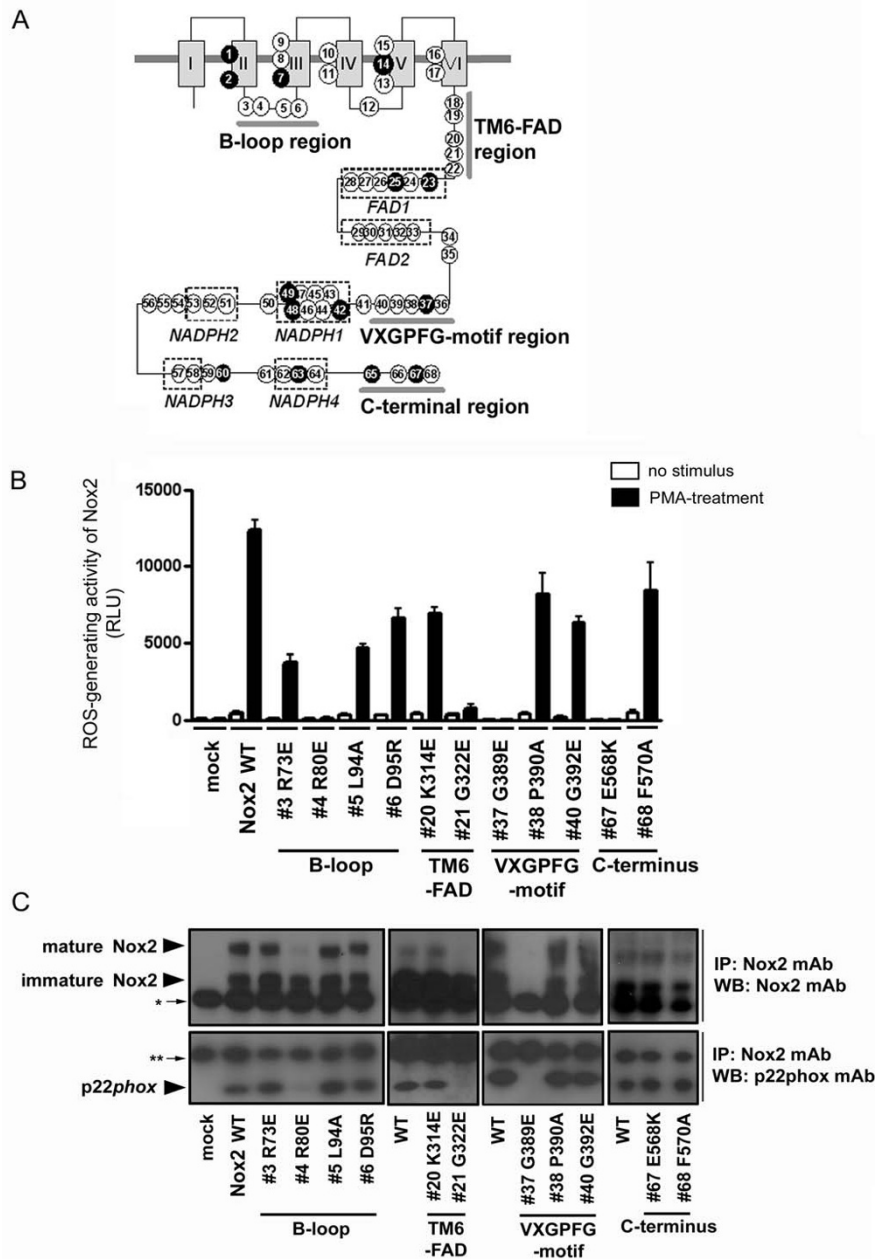 A
I II III IV V VI
1 2 3 4 5 6 7 8 9 10 11 12 13 14 15 16 17
18
19
20
21
22
B-loop region
TM6-FAD
region
28 27 26 25 24 23
FAD1
29 30 31 32 33
34
35
FAD2
56 55 54 53 52 51 50 49 47 45 43 41 40 39 38 37 36
48 46 44 42
NADPH2 NADPH1 VXGPFG-motif region
57 58 59 60 61 62 63 64 65 66 67 68
NADPH3 NADPH4 C-terminal region
B
no stimulus
PMA-treatment
ROS-generating activity of Nox2
(RLU)
15000
10000
5000
0
mock
Nox2 WT
#3 R73E
#4 R80E
#5 L94A
#6 D95R
#20 K314E
#21 G322E
#37 G389E
#38 P390A
#40 G392E
#67 E568K
#68 F570A
B-loop
TM6
-FAD
VXGPFG
-motif
C-terminus
C
mature Nox2
immature Nox2
*
IP: Nox2 mAb
WB: Nox2 mAb
**
p22phox
IP: Nox2 mAb
WB: p22phox mAb
mock
Nox2 WT
#3 R73E
#4 R80E
#5 L94A
#6 D95R
WT
#20 K314E
#21 G322E
WT
#37 G389E
#38 P390A
#40 G392E
WT
#67 E568K
#68 F570A
B-loop
TM6
-FAD
VXGPFG
-motif
C-terminus